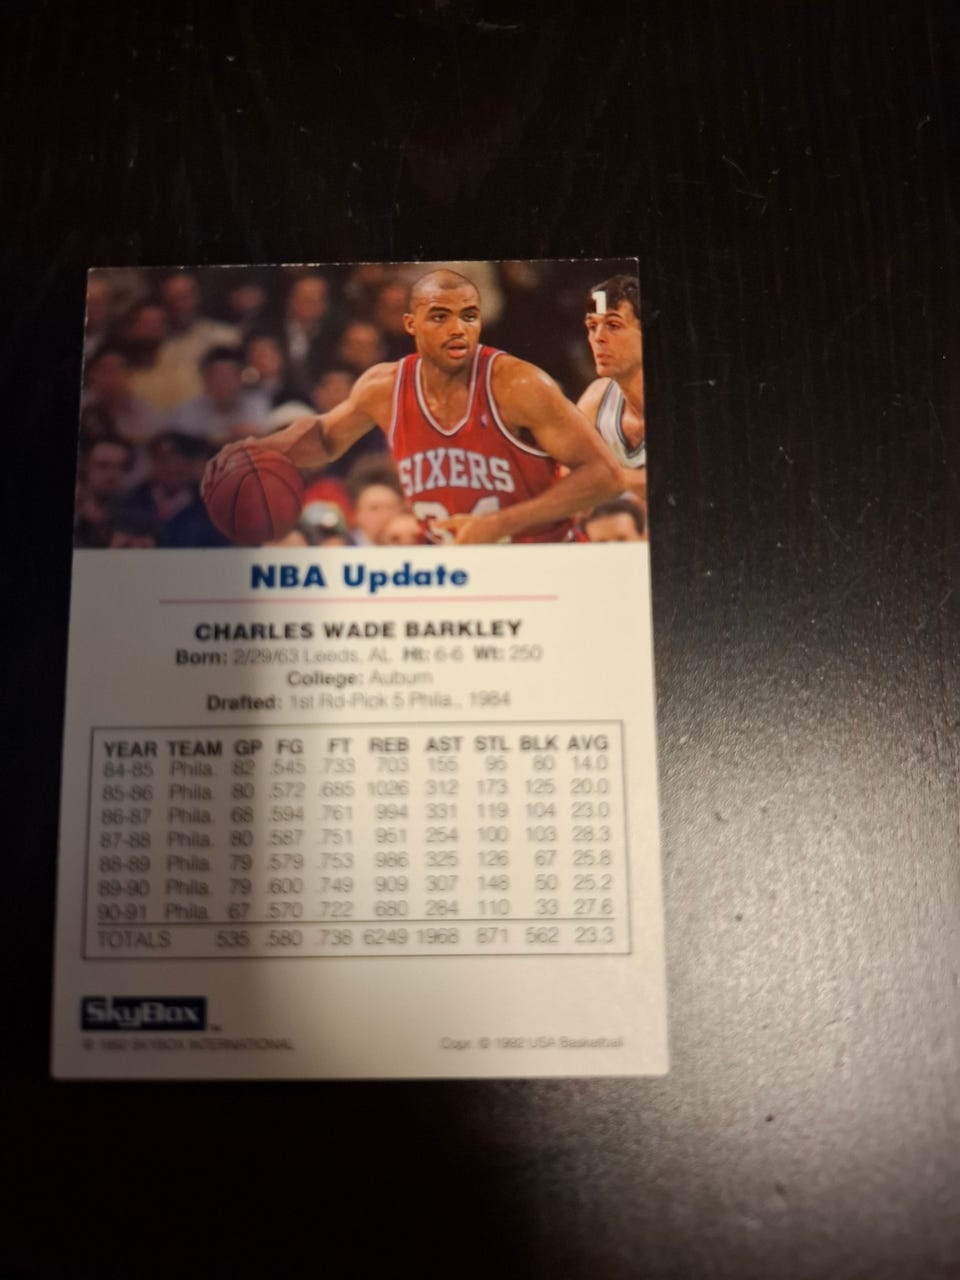 1
SIXERS
34
NBA Update
CHARLES WADE BARKLEY
Born: 2/29/63 Leeds, AL Ht: 6-6 Wt: 250
College: Auburn
Drafted: 1st Rd-Pick 5 Phila., 1984
YEAR TEAM GP FG FT REB AST STL BLK AVG
84-85 Phila. 82 .545 .733 703 155 95 80 14.0
85-86 Phila. 80 .572 .685 1026 312 173 125 20.0
86-87 Phila. 68 .594 .761 994 331 119 104 23.0
87-88 Phila. 80 .587 .751 951 254 100 103 28.3
88-89 Phila. 79 .579 .753 986 325 126 67 25.8
89-90 Phila. 79 .600 .749 909 307 148 50 25.2
90-91 Phila. 67 .570 .722 680 284 110 33 27.6
TOTALS 535 .580 .738 6249 1968 871 562 23.3
SkyBox™
© SKYBOX INTERNATIONAL
Copr. © 1992 USA Basketball